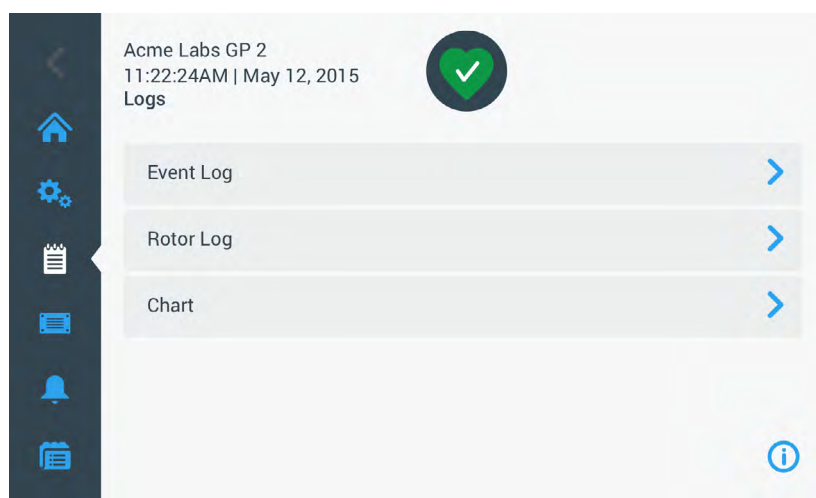 Acme Labs GP 2
11:22:24AM | May 12, 2015
Logs
Event Log
Rotor Log
Chart